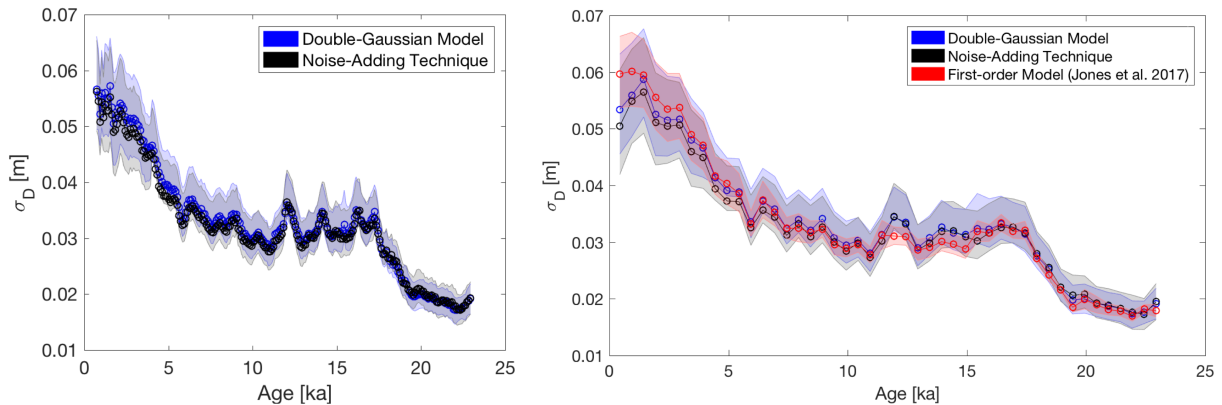 0.07
0.06
0.05
0.04
0.03
0.02
0.01
σD [m]
0 5 10 15 20 25
Age [ka]
Double-Gaussian Model
Noise-Adding Technique
0.07
0.06
0.05
0.04
0.03
0.02
0.01
σD [m]
0 5 10 15 20 25
Age [ka]
Double-Gaussian Model
Noise-Adding Technique
First-order Model (Jones et al. 2017)